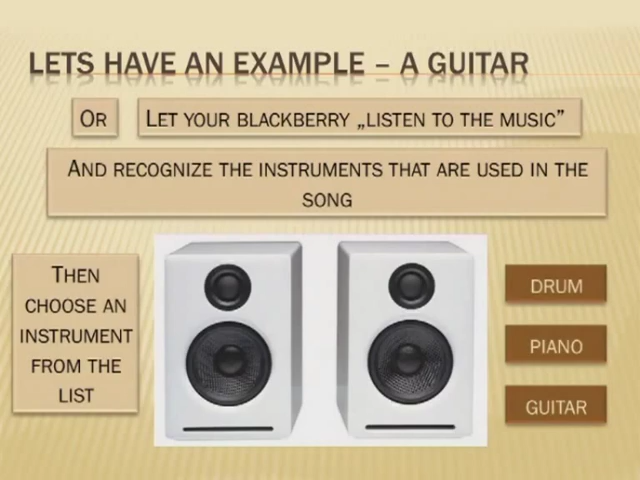 LETS HAVE AN EXAMPLE – A GUITAR
OR
LET YOUR BLACKBERRY „LISTEN TO THE MUSIC”
AND RECOGNIZE THE INSTRUMENTS THAT ARE USED IN THE
SONG
THEN
CHOOSE AN
INSTRUMENT
FROM THE
LIST
DRUM
PIANO
GUITAR